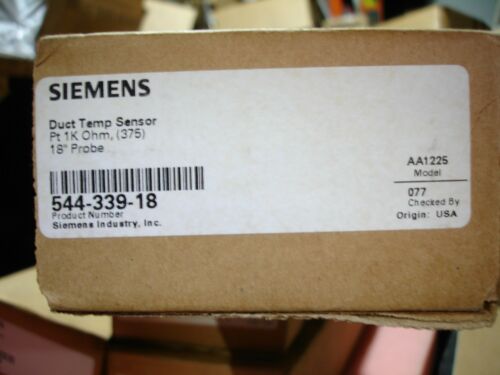 SIEMENS
Duct Temp Sensor
Pt 1K Ohm, (375)
18" Probe
544-339-18
Product Number
Siemens Industry, Inc.
AA1225
Model
077
Checked By
Origin: USA